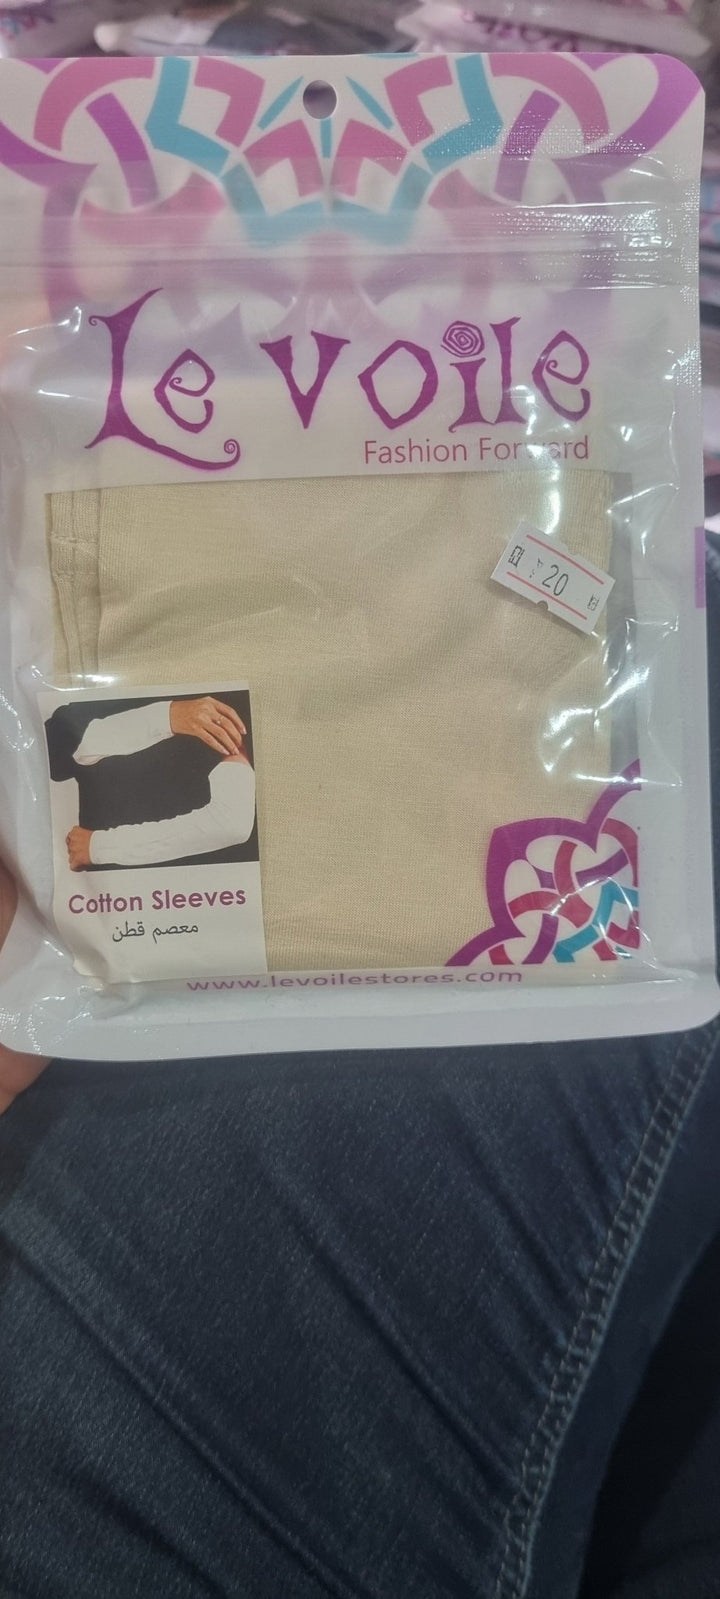 Le voile
Fashion Forward
20
Cotton Sleeves
معصم قطن
www.levoilestores.com